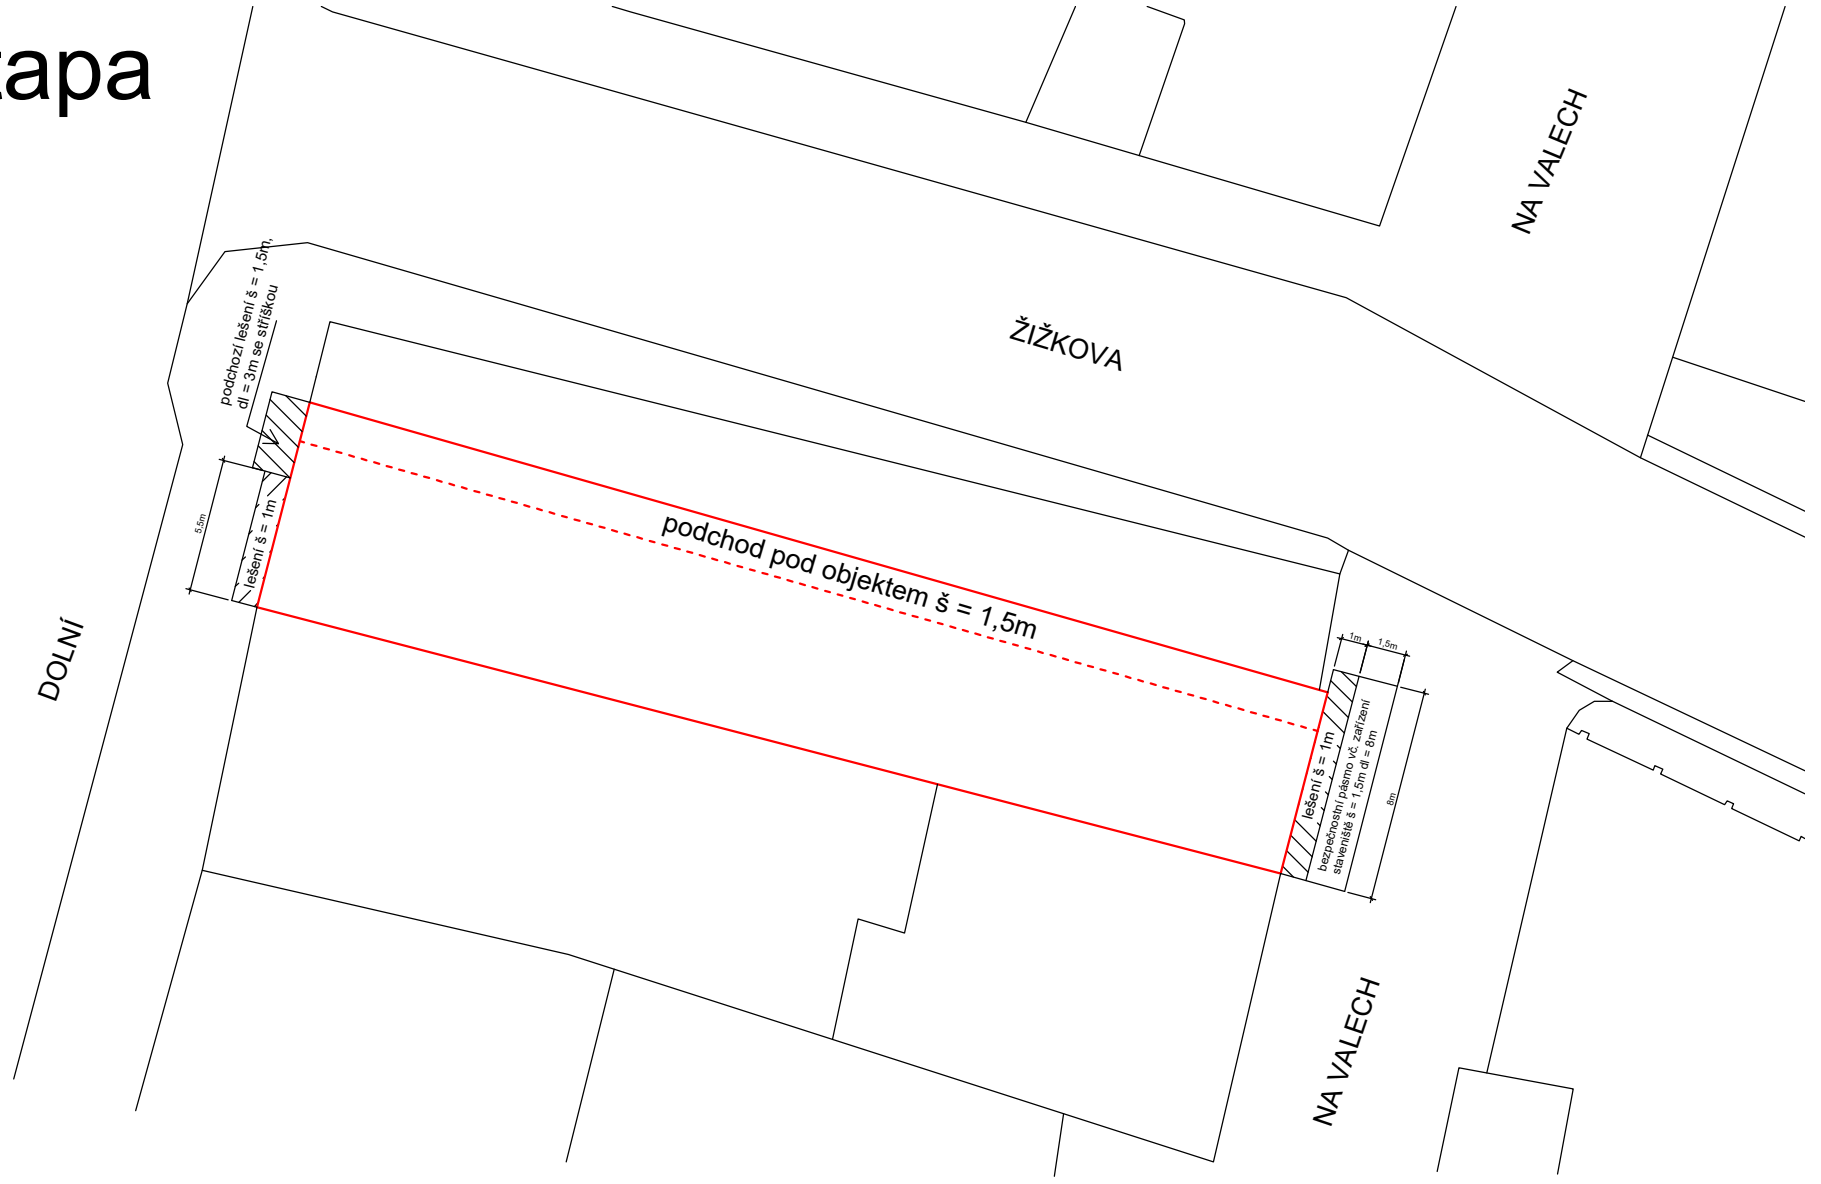 tapa
NA VALECH
ŽIŽKOVA
podchozí lešení š = 1,5m,
dl = 3m se stříškou
5,5m
lešení š = 1m
podchod pod objektem š = 1,5m
DOLNÍ
1m
1,5m
lešení š = 1m
bezpečnostní pásmo vč. zařízení
staveniště š = 1,5m dl = 8m
8m
NA VALECH